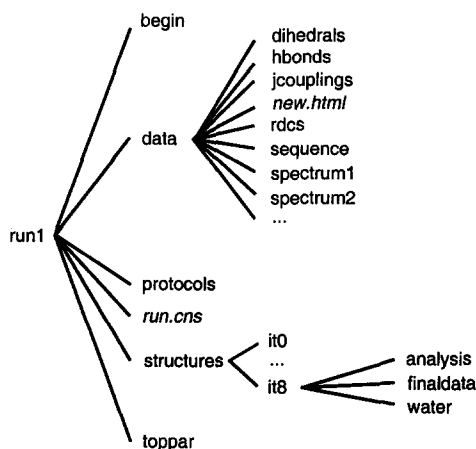 begin
dihedrals
hbonds
jcouplings
new.html
data
rdcs
sequence
spectrum1
spectrum2
...
run1
protocols
run.cns
it0
structures
...
analysis
it8
finaldata
water
toppar